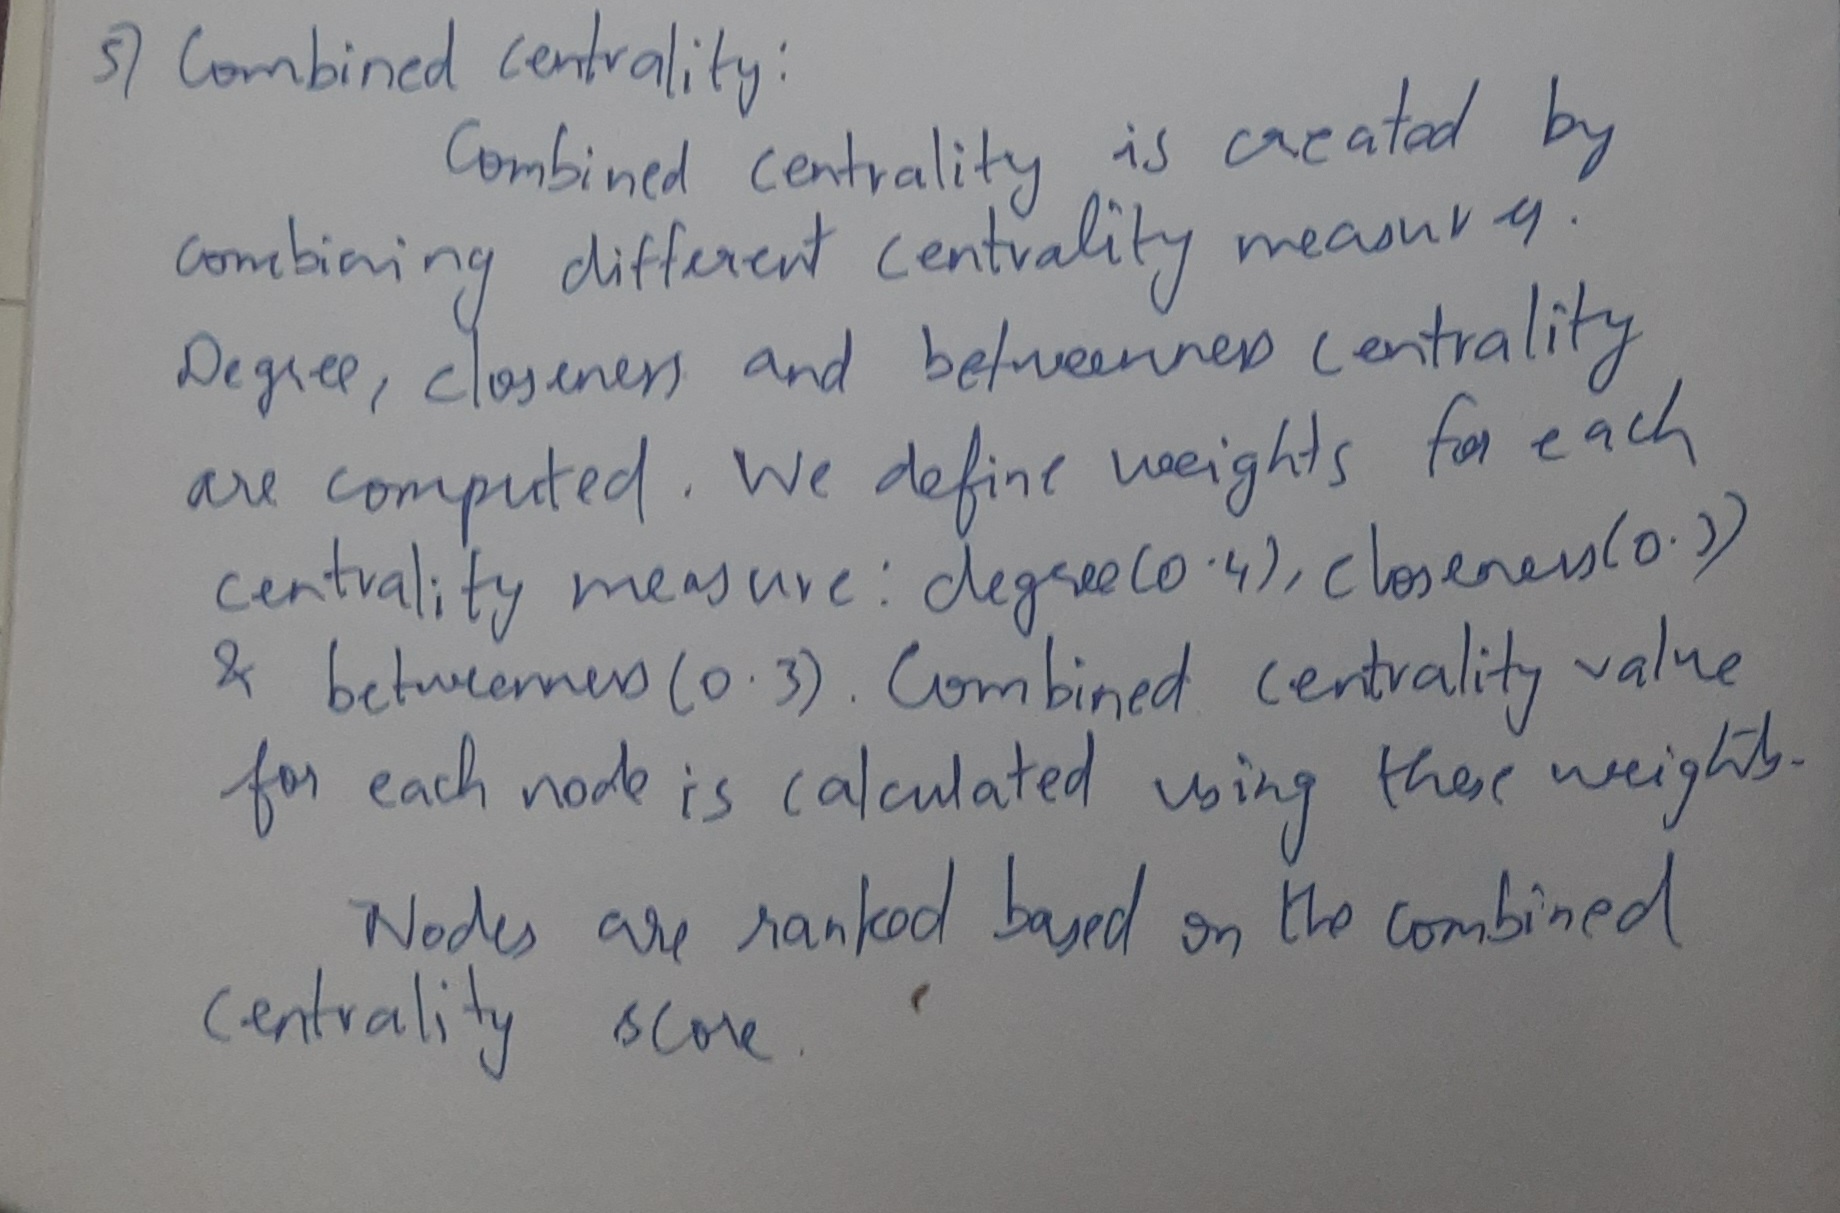 5) Combined centrality:
Combined centrality is created by
combining different centrality measures.
Degree, closeness and betweenness centrality
are computed. We define weights for each
centrality measure: degree(0.4), closeness(0.3)
& betweenness(0.3). Combined centrality value
for each node is calculated using these weights.
Nodes are ranked based on the combined
centrality score.